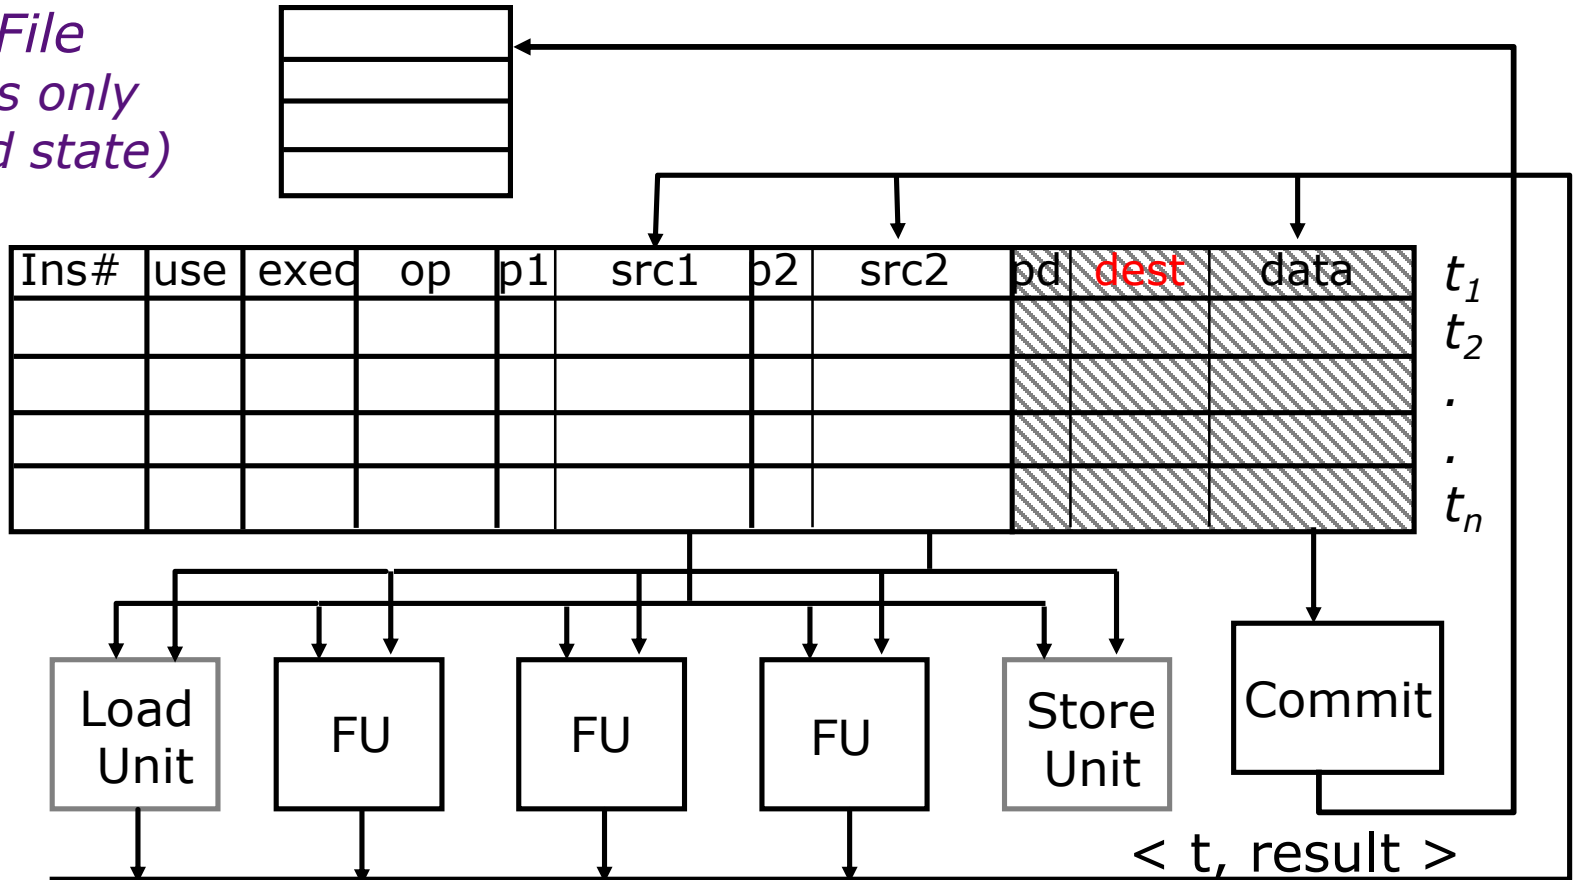 File
s only
d state)
Ins# use exec op p1 src1 p2 src2 pd dest data t1
t2
.
.
tn
Load Unit
FU
FU
FU
Store Unit
Commit
< t, result >